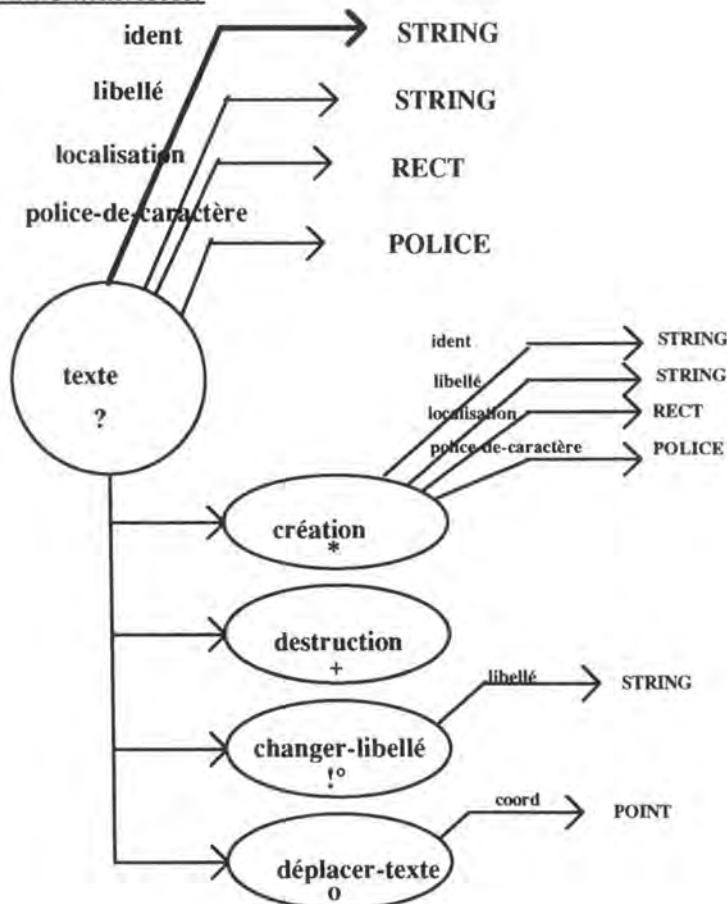 ident STRING
libellé STRING
localisation RECT
police-de-caractère POLICE
texte
?
ident STRING
libellé STRING
localisation RECT
police-de-caractère POLICE
création
*
destruction
+
libellé STRING
changer-libellé
!°
coord POINT
déplacer-texte
o